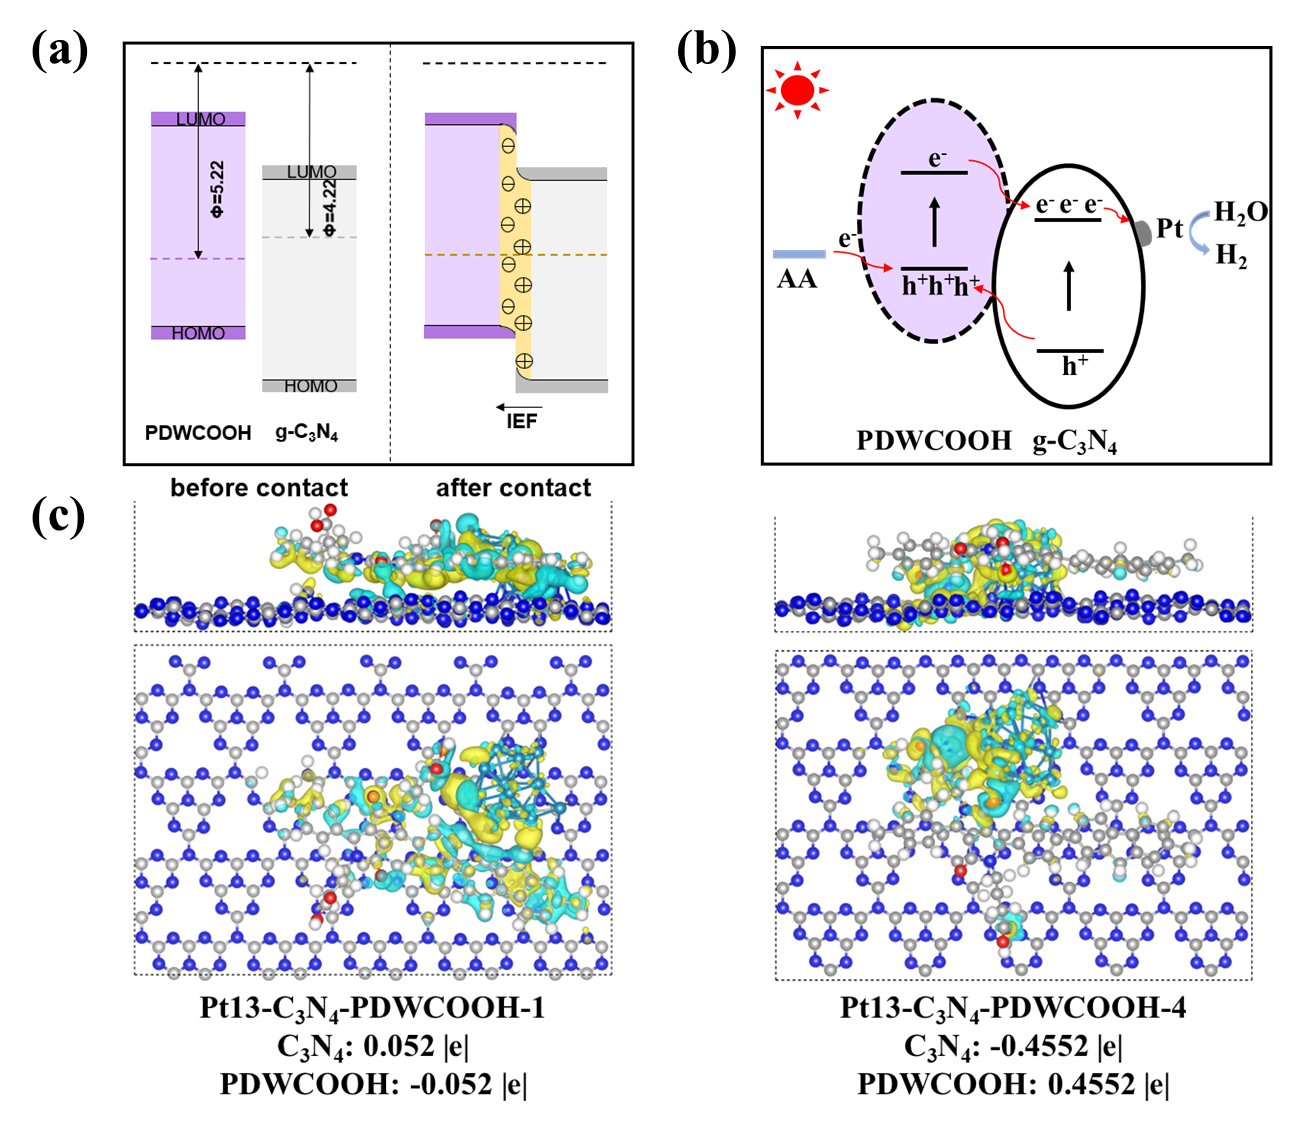 (a)
LUMO
LUMO
Φ=5.22
Φ=4.22
HOMO
HOMO
PDWCOOH g-C₃N₄
⊖
⊖
⊕
⊕
⊖
⊕
⊖
⊕
⊕
IEF
before contact after contact
(b)
e⁻
e⁻ e⁻ e⁻
Pt
H₂O
H₂
e⁻
AA
h⁺h⁺h⁺
h⁺
PDWCOOH g-C₃N₄
(c)
Pt13-C₃N₄-PDWCOOH-1
C₃N₄: 0.052 |e|
PDWCOOH: -0.052 |e|
Pt13-C₃N₄-PDWCOOH-4
C₃N₄: -0.4552 |e|
PDWCOOH: 0.4552 |e|